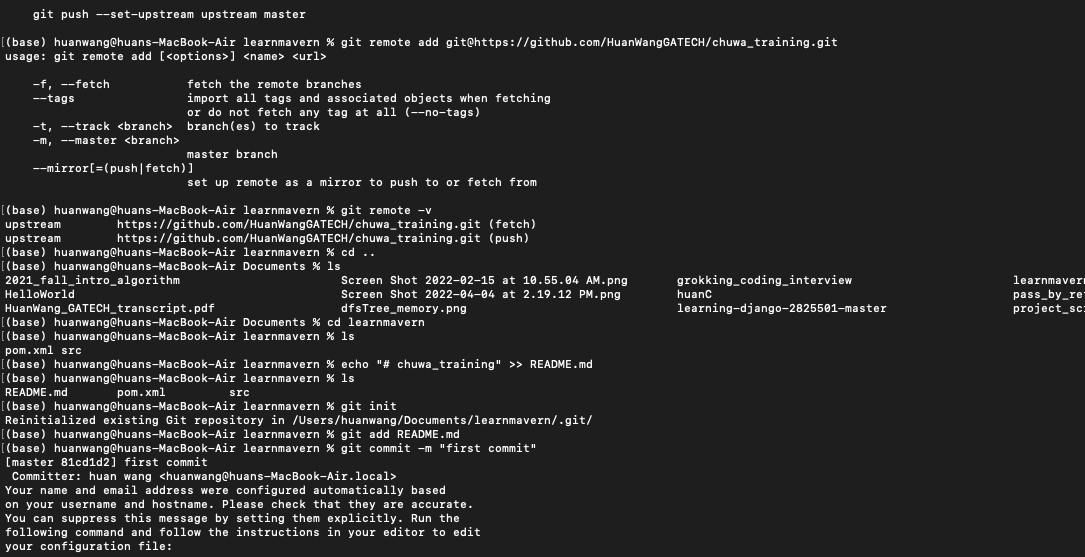 git push --set-upstream upstream master

[(base) huanwang@huans-MacBook-Air learnmavern % git remote add git@https://github.com/HuanWangGATECH/chuwa_training.git
usage: git remote add [<options>] <name> <url>

    -f, --fetch           fetch the remote branches
    --tags                import all tags and associated objects when fetching
                          or do not fetch any tag at all (--no-tags)
    -t, --track <branch>  branch(es) to track
    -m, --master <branch>
                          master branch
    --mirror[=(push|fetch)]
                          set up remote as a mirror to push to or fetch from

[(base) huanwang@huans-MacBook-Air learnmavern % git remote -v
upstream        https://github.com/HuanWangGATECH/chuwa_training.git (fetch)
upstream        https://github.com/HuanWangGATECH/chuwa_training.git (push)
[(base) huanwang@huans-MacBook-Air learnmavern % cd ..
[(base) huanwang@huans-MacBook-Air Documents % ls
2021_fall_intro_algorithm                       Screen Shot 2022-02-15 at 10.55.04 AM.png       grokking_coding_interview                       learnmavern
HelloWorld                                      Screen Shot 2022-04-04 at 2.19.12 PM.png        huanC                                           pass_by_re
HuanWang_GATECH_transcript.pdf                  dfsTree_memory.png                              learning-django-2825501-master                  project_sc
[(base) huanwang@huans-MacBook-Air Documents % cd learnmavern
[(base) huanwang@huans-MacBook-Air learnmavern % ls
pom.xml src
[(base) huanwang@huans-MacBook-Air learnmavern % echo "# chuwa_training" >> README.md
[(base) huanwang@huans-MacBook-Air learnmavern % ls
README.md       pom.xml         src
[(base) huanwang@huans-MacBook-Air learnmavern % git init
Reinitialized existing Git repository in /Users/huanwang/Documents/learnmavern/.git/
[(base) huanwang@huans-MacBook-Air learnmavern % git add README.md
[(base) huanwang@huans-MacBook-Air learnmavern % git commit -m "first commit"
[master 81cd1d2] first commit
 Committer: huan wang <huanwang@huans-MacBook-Air.local>
Your name and email address were configured automatically based
on your username and hostname. Please check that they are accurate.
You can suppress this message by setting them explicitly. Run the
following command and follow the instructions in your editor to edit
your configuration file: